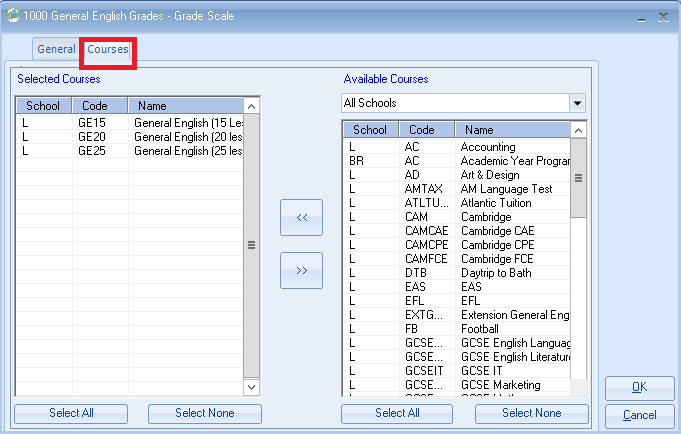 1000 General English Grades - Grade Scale
General Courses
Selected Courses
School Code Name
L GE15 General English (15 Les
L GE20 General English (20 les
L GE25 General English (25 les
Select All Select None
<< 
>>
Available Courses
All Schools
School Code Name
L AC Accounting
BR AC Academic Year Program
L AD Art & Design
L AMTAX AM Language Test
L ATLTU... Atlantic Tuition
L CAM Cambridge
L CAMCAE Cambridge CAE
L CAMCPE Cambridge CPE
L CAMFCE Cambridge FCE
L DTB Daytrip to Bath
L EAS EAS
L EFL EFL
L EXTG... Extension General Eng
L FB Football
L GCSE... GCSE English Languag
L GCSE... GCSE English Literature
L GCSEIT GCSE IT
L GCSE... GCSE Marketing
Select All Select None
OK
Cancel